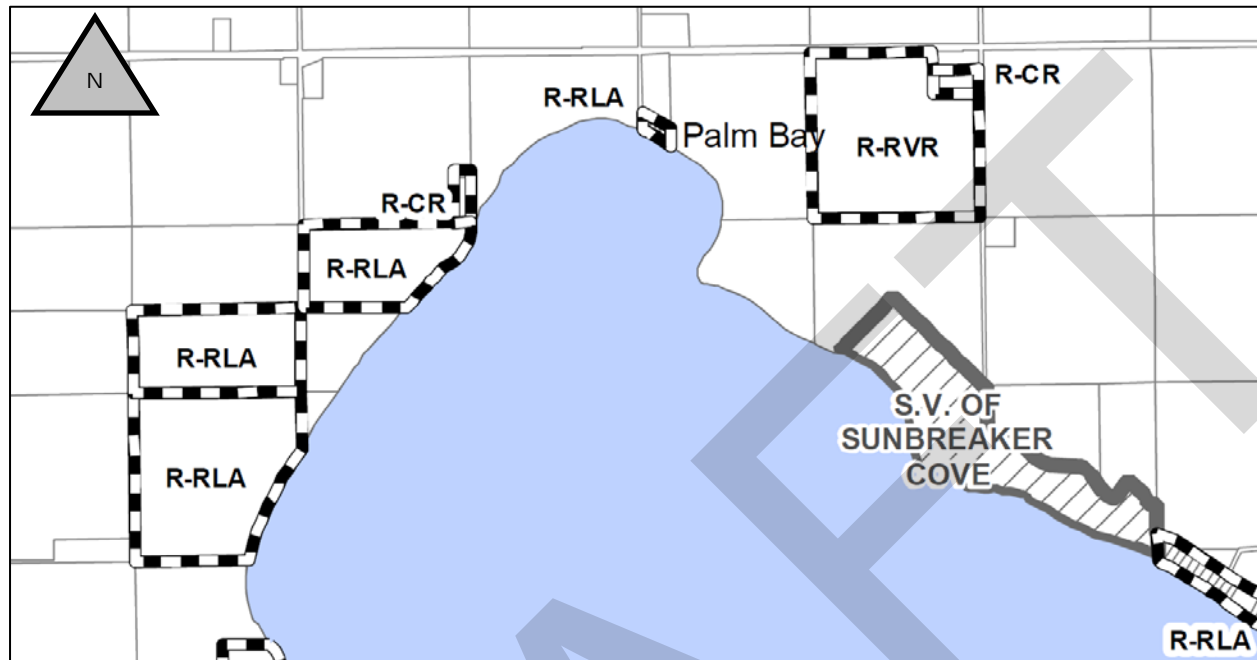 N
R-CR
R-RLA
Palm Bay
R-RVR
R-CR
R-RLA
R-RLA
S.V. OF
SUNBREAKER
COVE
R-RLA
R-RLA